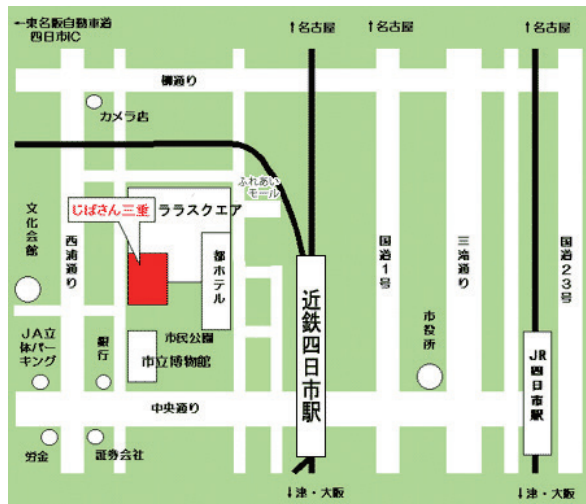 ←東名阪自動車道
四日市IC
↑名古屋
↑名古屋
↑名古屋
柳通り
カメラ店
ふれあい
モール
じばさん三重
ララスクエア
文化会館
西浦通り
都ホテル
国道1号
三滝通り
国道23号
近鉄四日市駅
市役所
JR四日市駅
JA立
体パー
キング
銀行
市民公園
市立博物館
中央通り
労金
証券会社
↓津・大阪
↓津・大阪